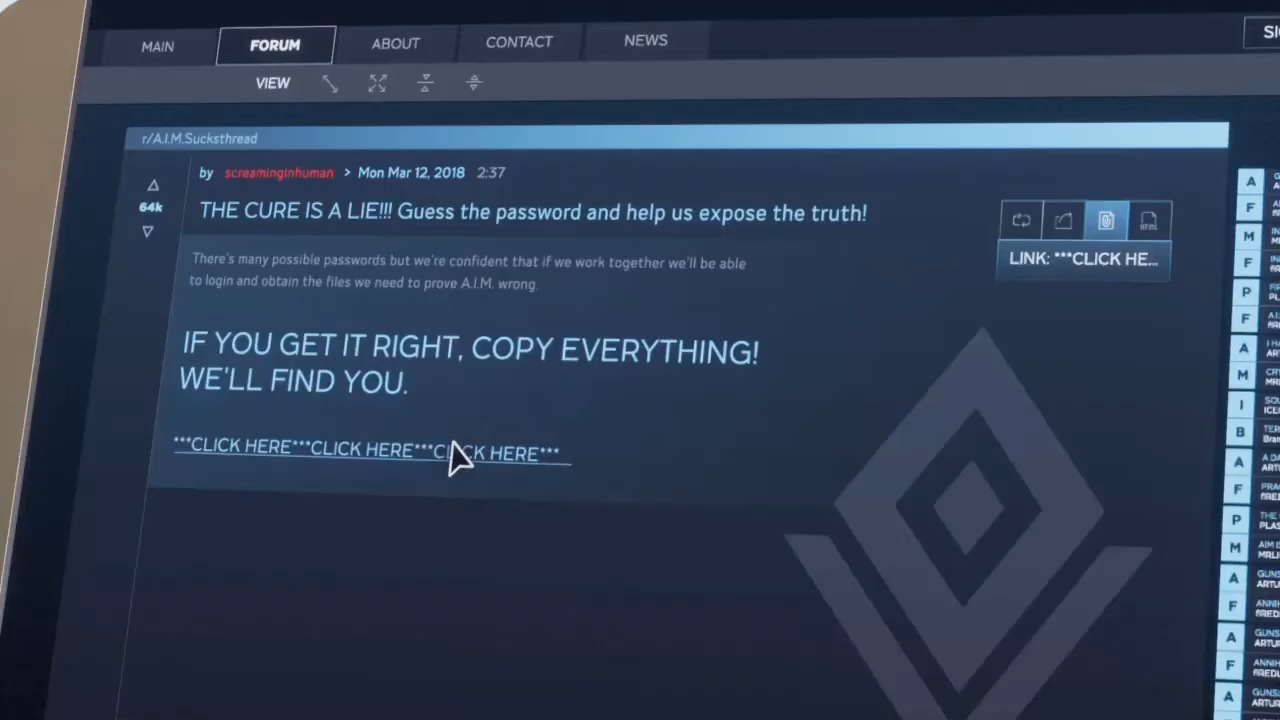 MAIN
FORUM
ABOUT
CONTACT
NEWS
VIEW
r/A.I.M.Sucksthread
by screaminginhuman > Mon Mar 12, 2018 2:37
64k
THE CURE IS A LIE!!! Guess the password and help us expose the truth!
There's many possible passwords but we're confident that if we work together we'll be able
to login and obtain the files we need to prove A.I.M. wrong.
HTML
LINK: ***CLICK HE...
IF YOU GET IT RIGHT, COPY EVERYTHING!
WE'LL FIND YOU.
***CLICK HERE***CLICK HERE***CLICK HERE***
A
F
M
F
P
F
A
M
I
B
A
F
P
M
A
F
A
F
A